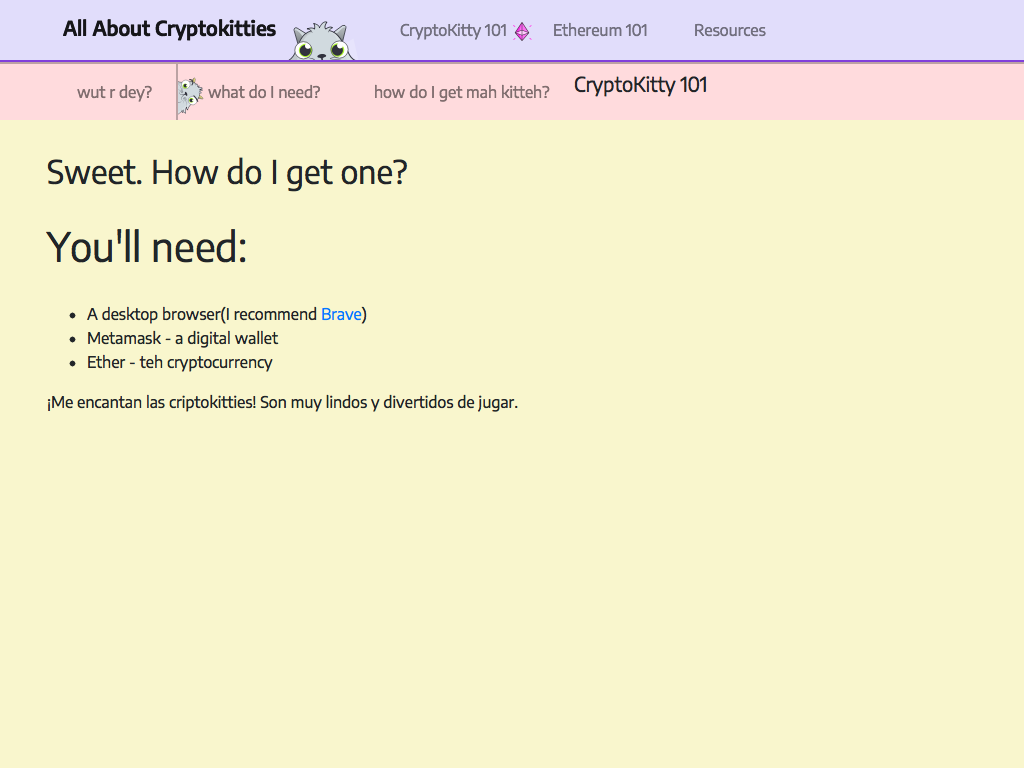 All About Cryptokitties CryptoKitty 101 Ethereum 101 Resources
wut r dey? what do I need? how do I get mah kitteh? CryptoKitty 101
Sweet. How do I get one?
You'll need:
• A desktop browser(I recommend Brave)
• Metamask - a digital wallet
• Ether - teh cryptocurrency
¡Me encantan las criptokitties! Son muy lindos y divertidos de jugar.